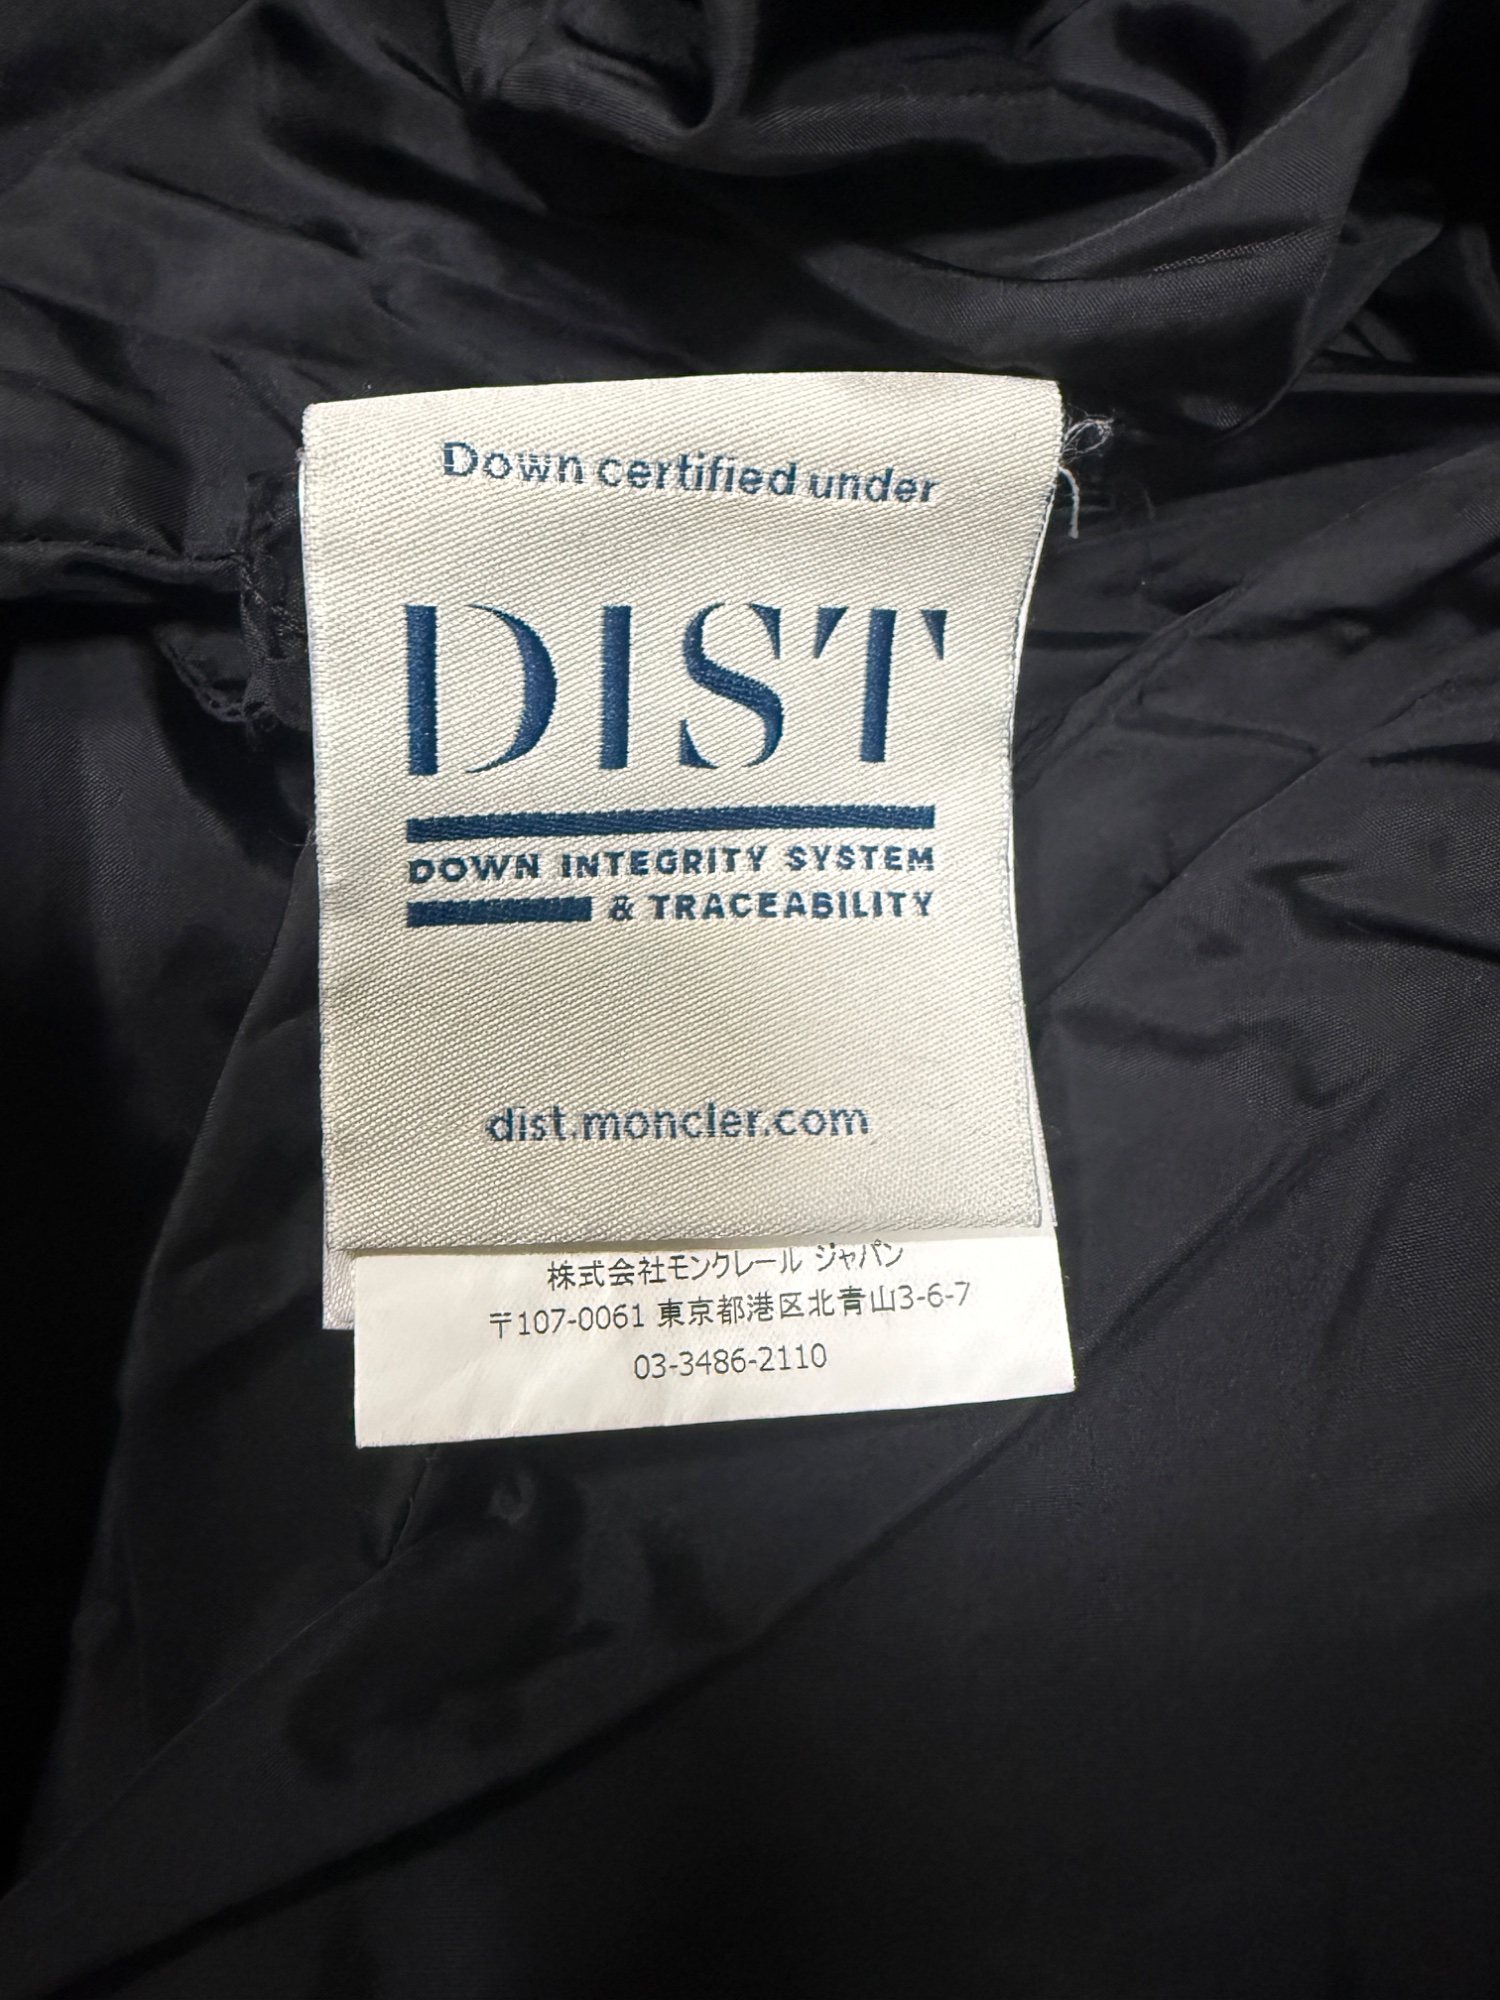 Down certified under
DIST
DOWN INTEGRITY SYSTEM
& TRACEABILITY
dist.moncler.com
株式会社モンクレール ジャパン
〒107-0061 東京都港区北青山3-6-7
03-3486-2110